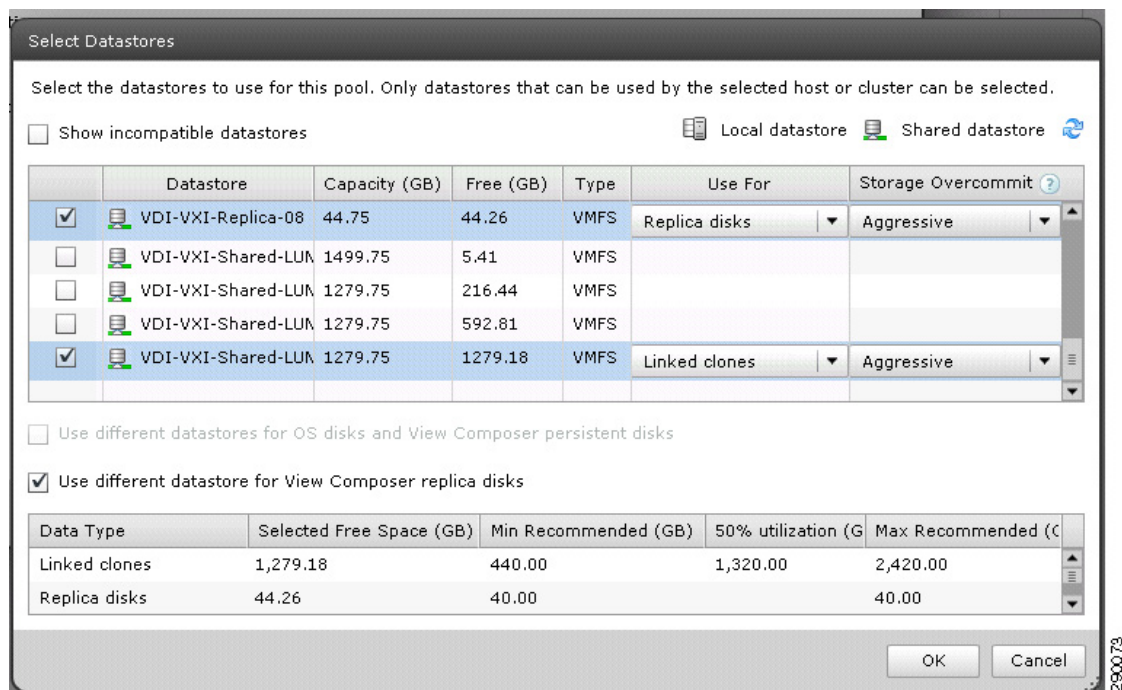 Select Datastores
Select the datastores to use for this pool. Only datastores that can be used by the selected host or cluster can be selected.
Show incompatible datastores Local datastore Shared datastore
Datastore Capacity (GB) Free (GB) Type Use For Storage Overcommit ?
VDI-VXI-Replica-08 44.75 44.26 VMFS Replica disks Aggressive
VDI-VXI-Shared-LUN 1499.75 5.41 VMFS
VDI-VXI-Shared-LUN 1279.75 216.44 VMFS
VDI-VXI-Shared-LUN 1279.75 592.81 VMFS
VDI-VXI-Shared-LUN 1279.75 1279.18 VMFS Linked clones Aggressive
Use different datastores for OS disks and View Composer persistent disks
Use different datastore for View Composer replica disks
Data Type Selected Free Space (GB) Min Recommended (GB) 50% utilization (G Max Recommended (G
Linked clones 1,279.18 440.00 1,320.00 2,420.00
Replica disks 44.26 40.00 40.00
OK Cancel
290073